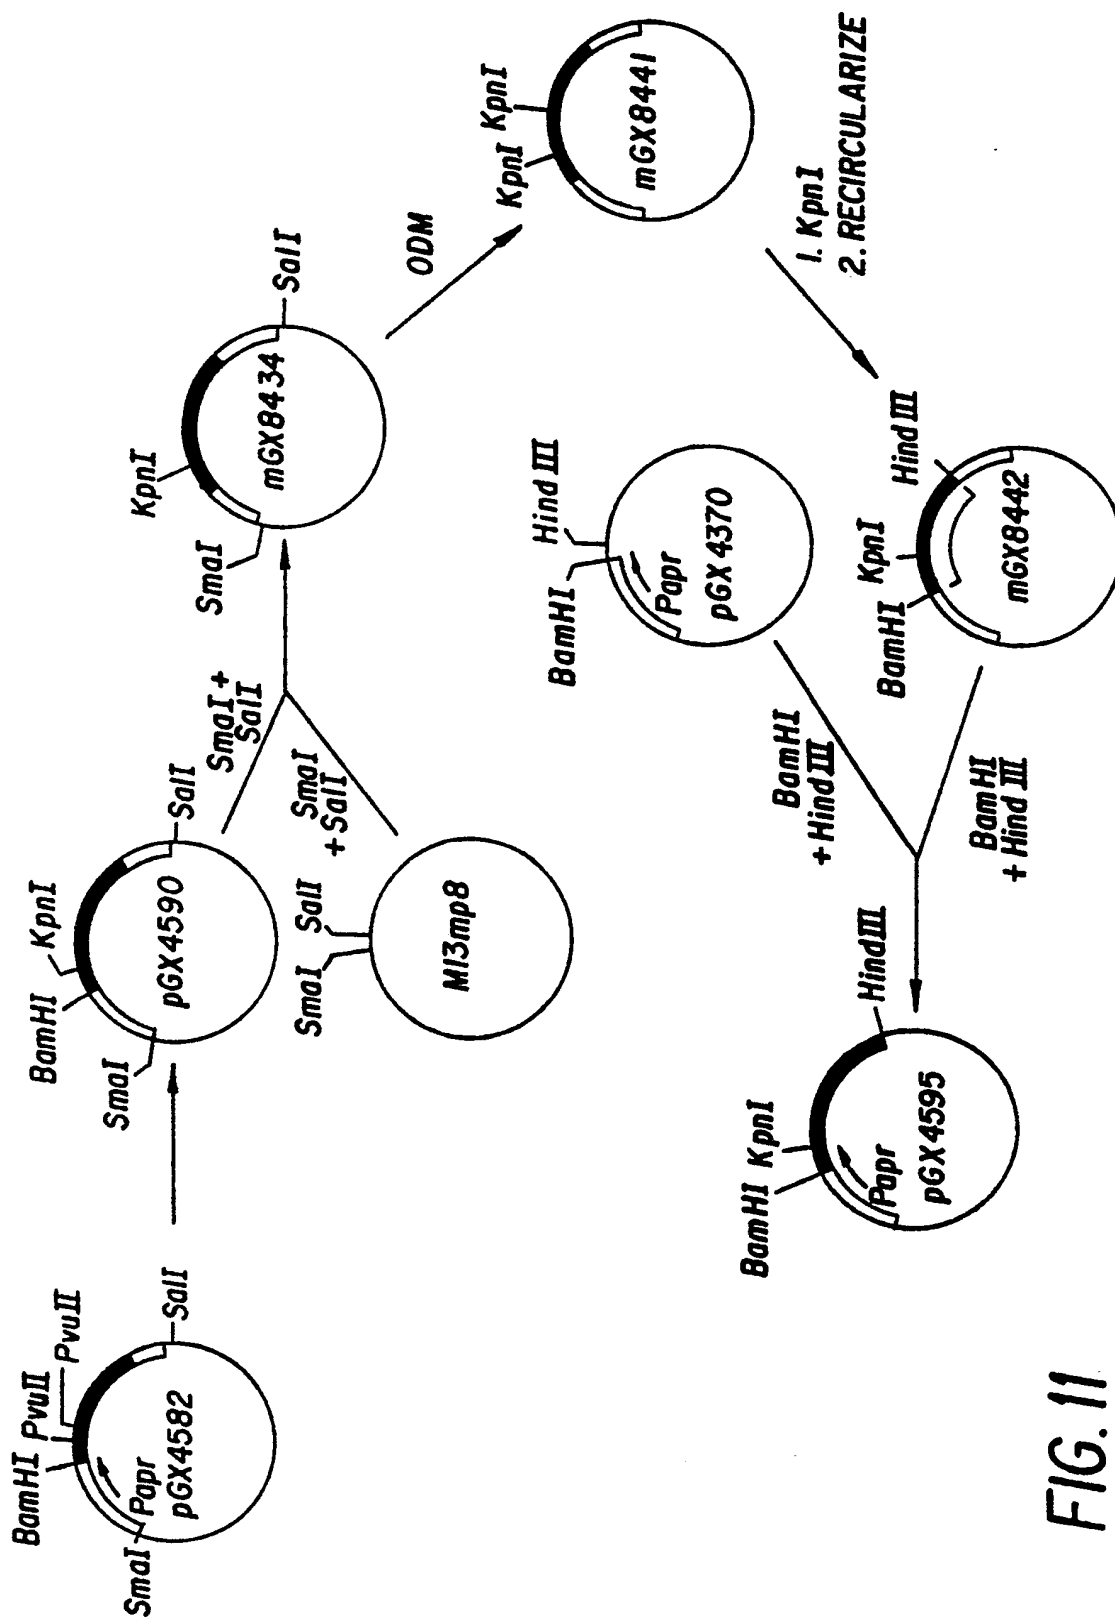 BamHI
PvuII
PvuII
SalI
SmaI
Papr
pGX4582
BamHI
KpnI
SalI
SmaI
pGX4590
SmaI +
SalI
SmaI
SalI
M13mp8
SmaI
+SalI
KpnI
SmaI
SalI
mGX8434
ODM
KpnI
KpnI
mGX8441
1. KpnI
2. RECIRCULARIZE
BamHI
HindIII
Papr
pGX4370
BamHI
+HindIII
BamHI
KpnI
HindIII
mGX8442
BamHI
+HindIII
BamHI
KpnI
HindIII
Papr
pGX4595
FIG. 11